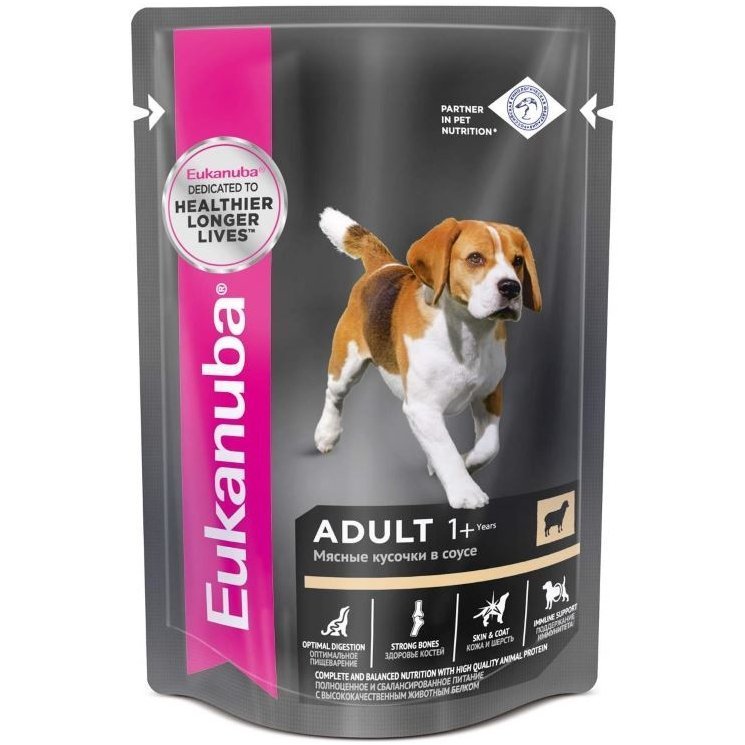 PARTNER
IN PET
NUTRITION*
Eukanuba®
DEDICATED TO
HEALTHIER
LONGER
LIVES™
Eukanuba®
ADULT 1+ Years
Мясные кусочки в соусе
OPTIMAL DIGESTION
ОПТИМАЛЬНОЕ
ПИЩЕВАРЕНИЕ
STRONG BONES
ЗДОРОВЬЕ КОСТЕЙ
SKIN & COAT
КОЖА И ШЕРСТЬ
IMMUNE SUPPORT
ПОДДЕРЖАНИЕ
ИММУНИТЕТА
COMPLETE AND BALANCED NUTRITION WITH HIGH QUALITY ANIMAL PROTEIN
ПОЛНОЦЕННОЕ И СБАЛАНСИРОВАННОЕ ПИТАНИЕ
С ВЫСОКОКАЧЕСТВЕННЫМ ЖИВОТНЫМ БЕЛКОМ